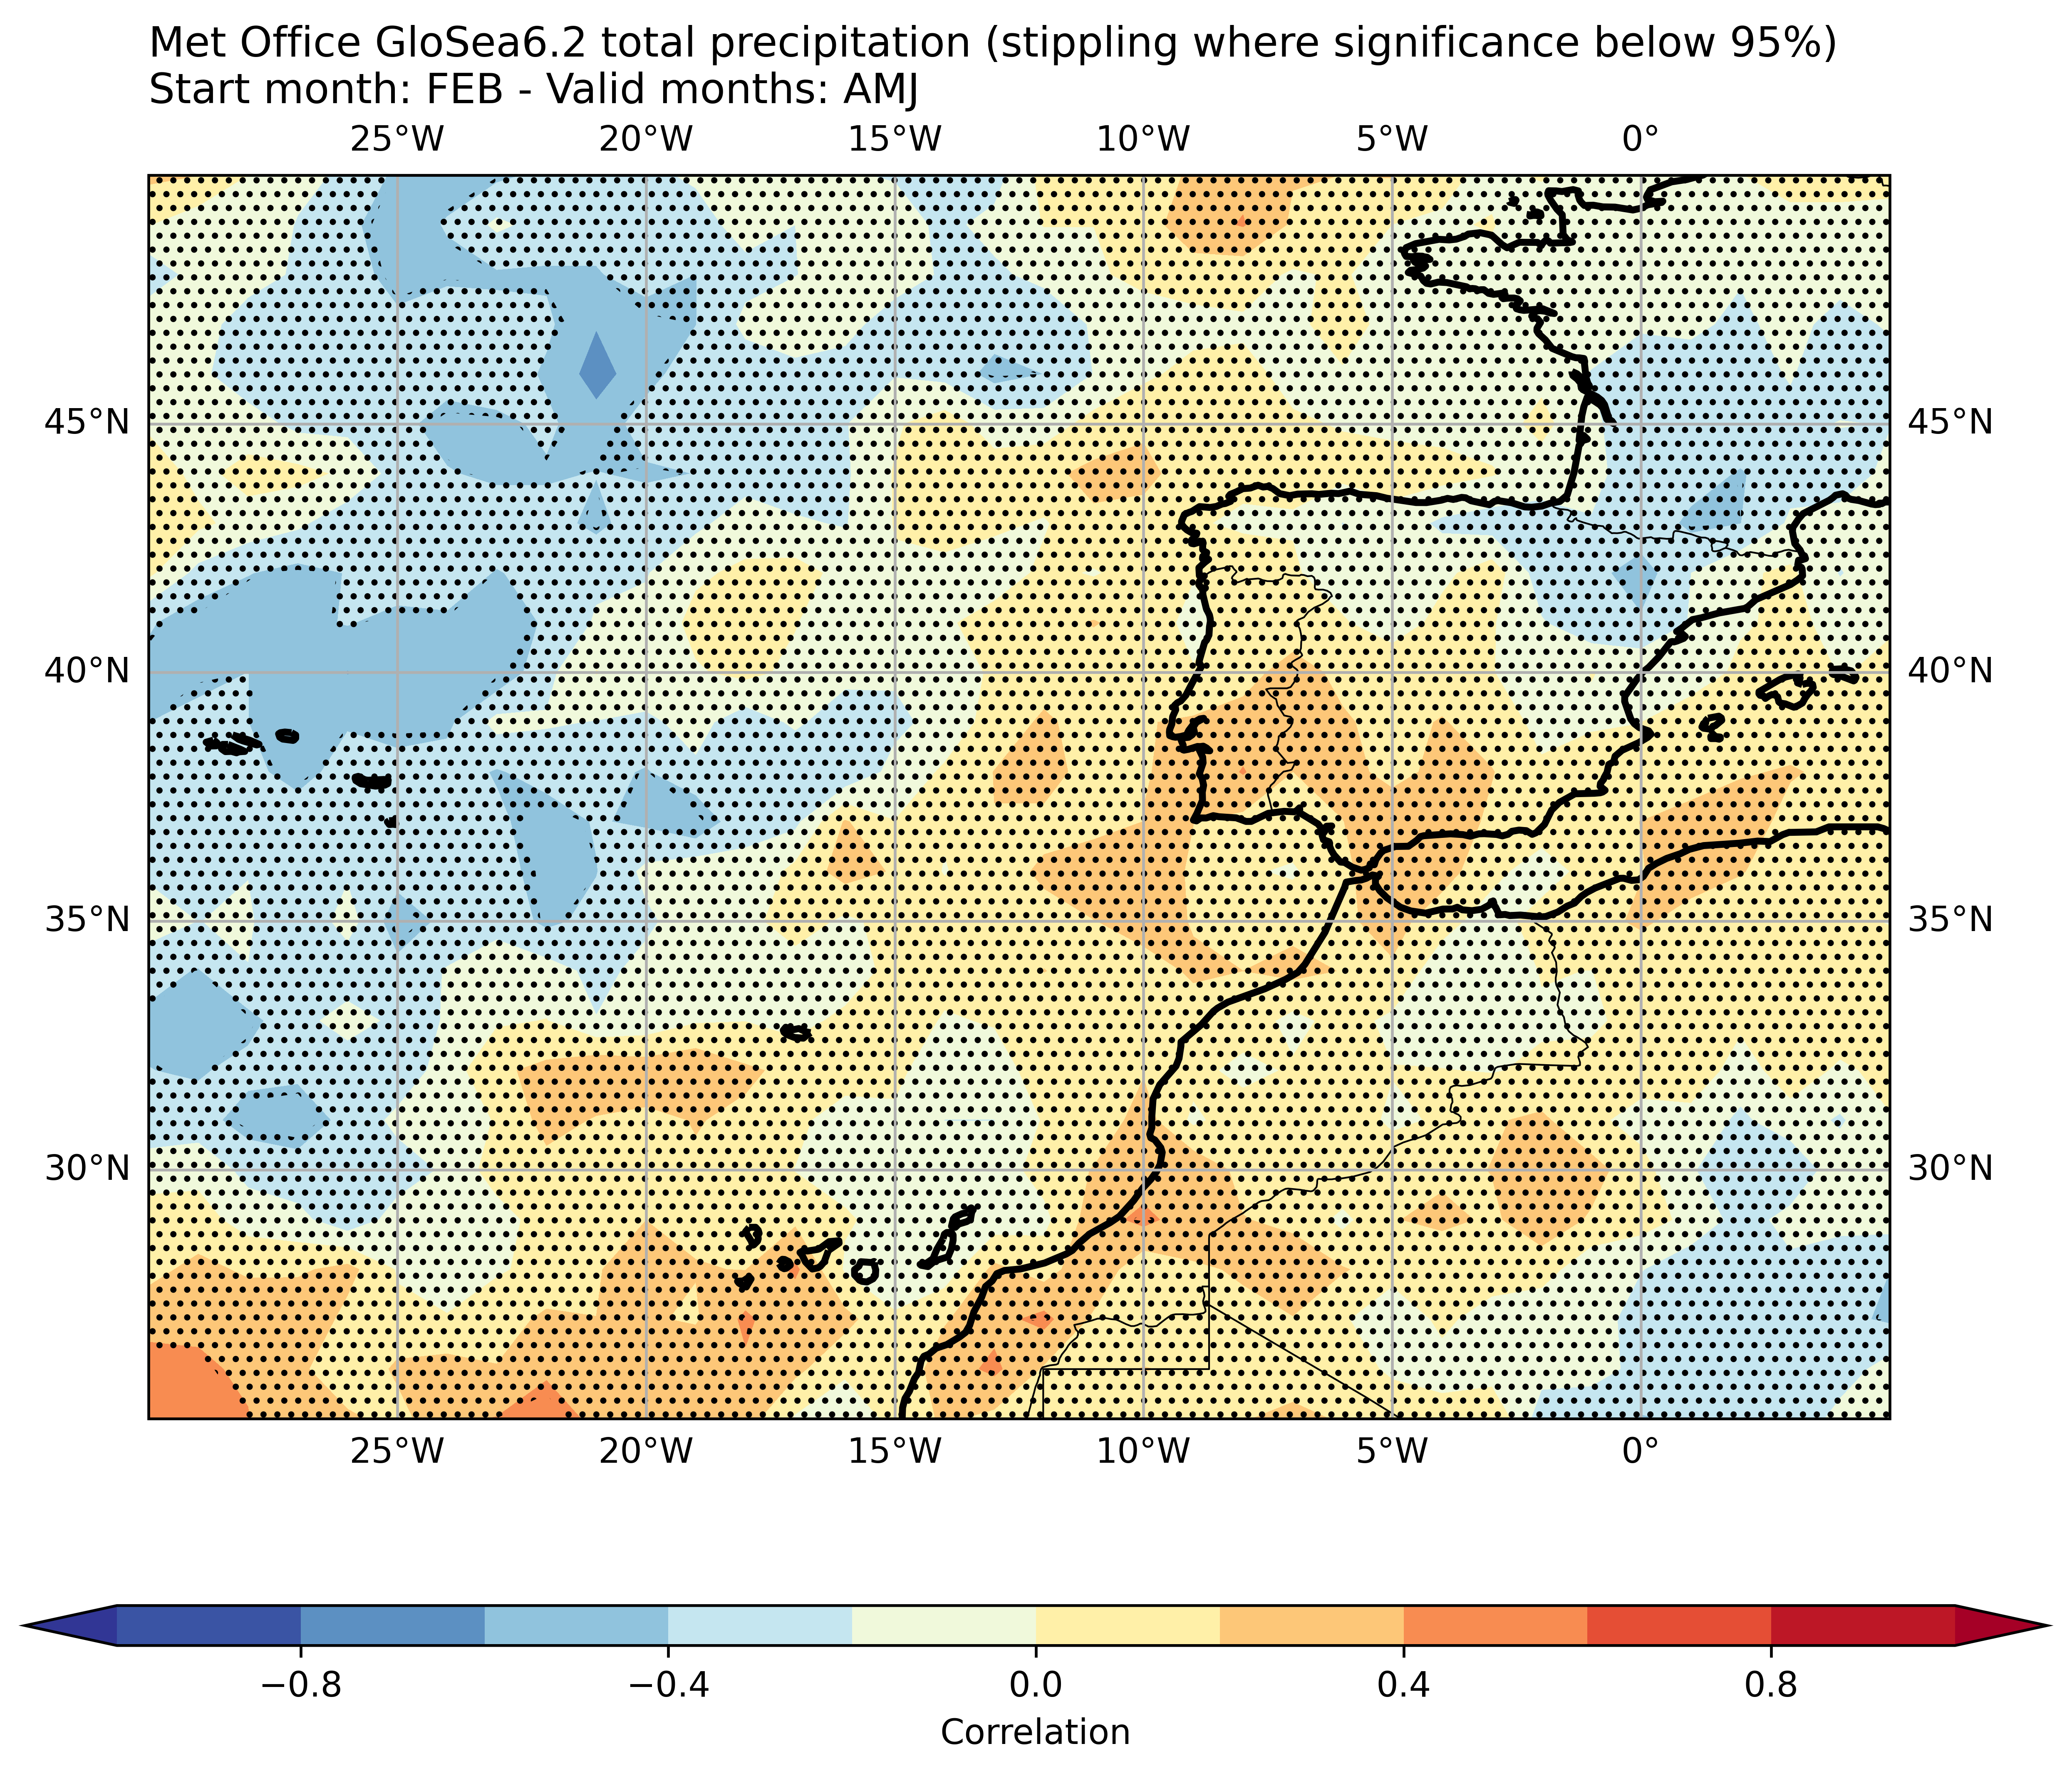 Met Office GloSea6.2 total precipitation (stippling where significance below 95%)
Start month: FEB - Valid months: AMJ
25°W 20°W 15°W 10°W 5°W 0°
45°N 45°N
40°N 40°N
35°N 35°N
30°N 30°N
25°W 20°W 15°W 10°W 5°W 0°
−0.8 −0.4 0.0 0.4 0.8
Correlation